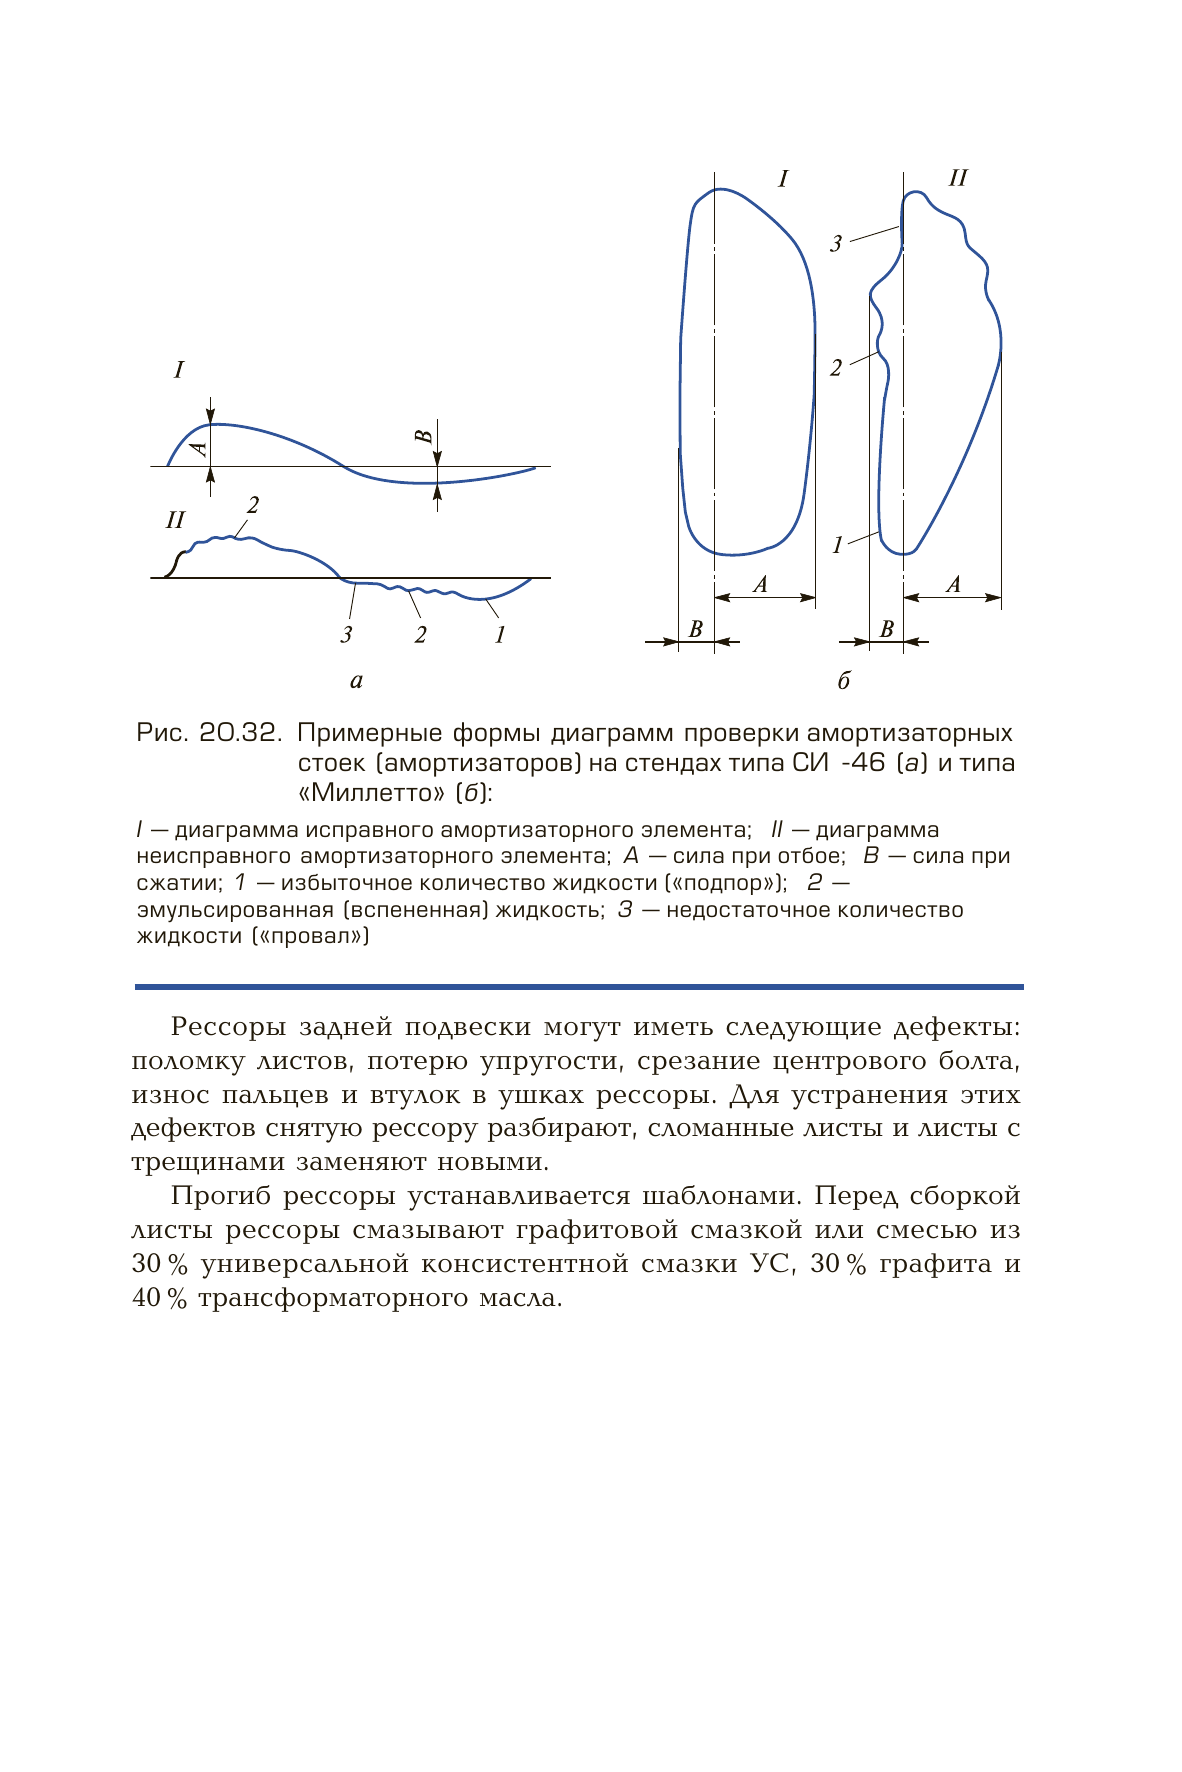 I
A
B
II
2
3
2
1
а
I
II
3
2
1
A
B
A
B
б
Рис. 20.32. Примерные формы диаграмм проверки амортизаторных
стоек (амортизаторов) на стендах типа СИ -46 (а) и типа
«Миллетто» (б):
I — диаграмма исправного амортизаторного элемента; II — диаграмма
неисправного амортизаторного элемента; A — сила при отбое; B — сила при
сжатии; 1 — избыточное количество жидкости («подпор»); 2 —
эмульсированная (вспененная) жидкость; 3 — недостаточное количество
жидкости («провал»)
Рессоры задней подвески могут иметь следующие дефекты:
поломку листов, потерю упругости, срезание центрового болта,
износ пальцев и втулок в ушках рессоры. Для устранения этих
дефектов снятую рессору разбирают, сломанные листы и листы с
трещинами заменяют новыми.
Прогиб рессоры устанавливается шаблонами. Перед сборкой
листы рессоры смазывают графитовой смазкой или смесью из
30 % универсальной консистентной смазки УС, 30 % графита и
40 % трансформаторного масла.